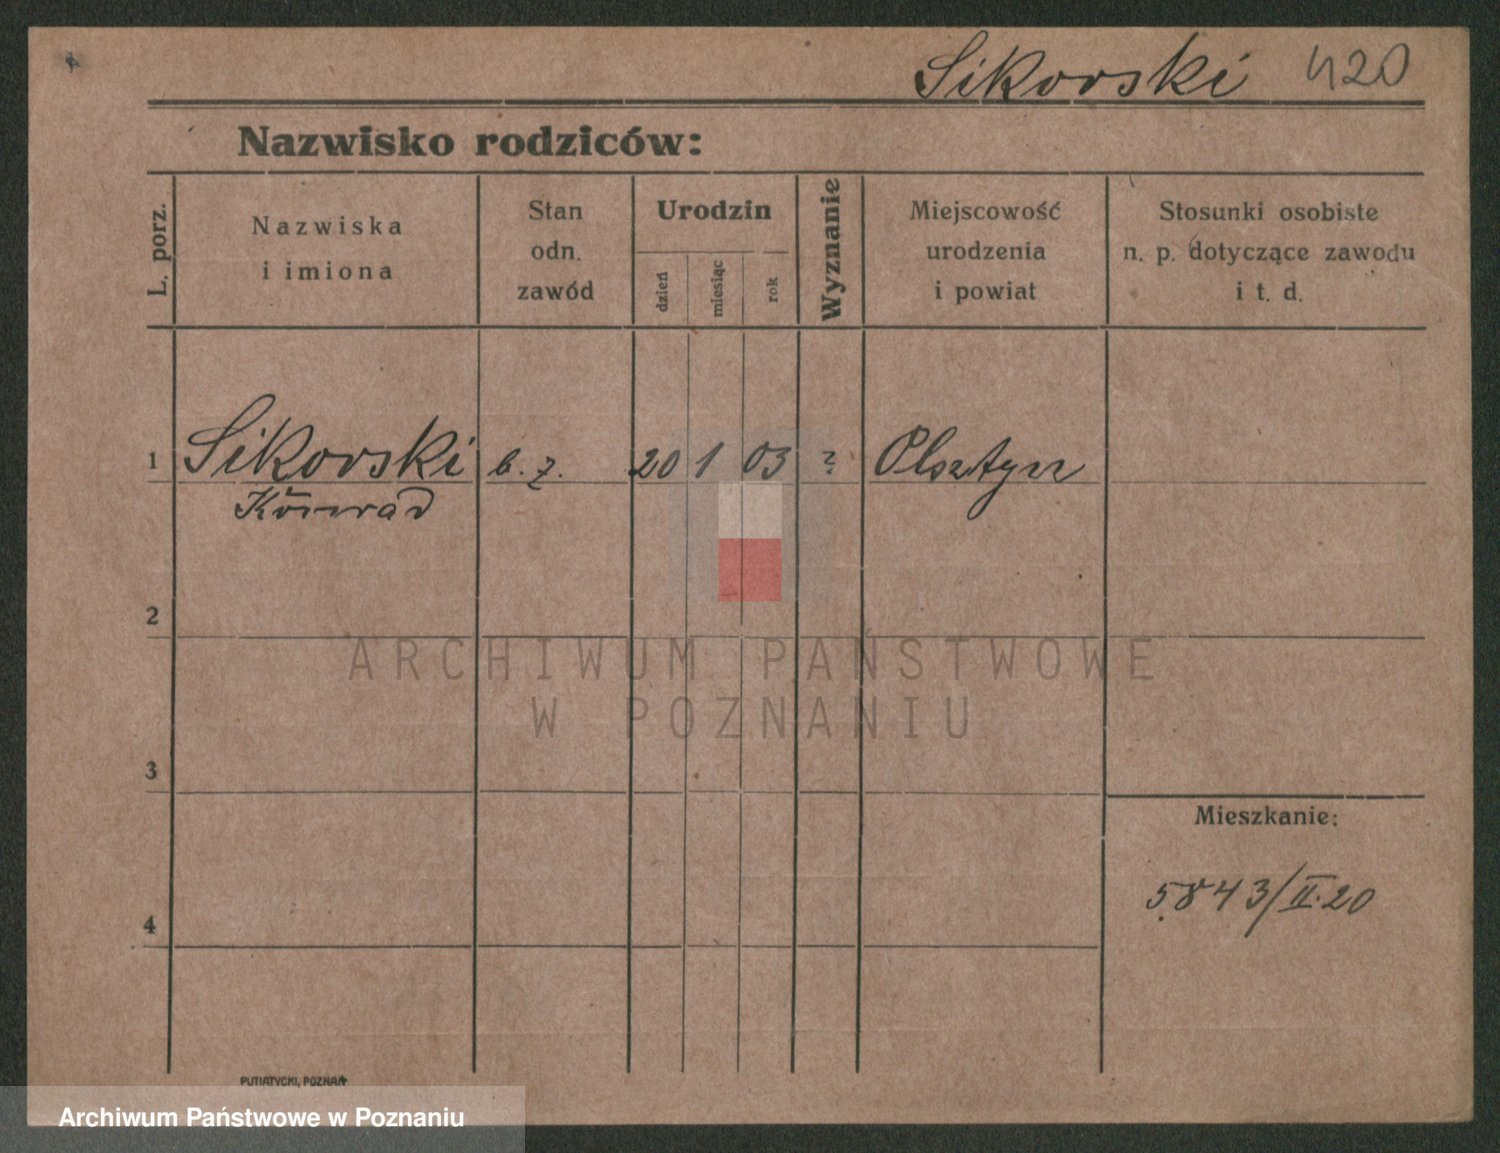 Sikorski 420
Nazwisko rodziców:
L. porz.
Nazwiska
i imiona
Stan
odn.
zawód
Urodzin
dzień
miesiąc
rok
Wyznanie
Miejscowość
urodzenia
i powiat
Stosunki osobiste
n. p. dotyczące zawodu
i t. d.
1 Sikorski b. z. 20 1 03 ? Olsztyn
Konrad
2
ARCHIWUM PAŃSTWOWE
W POZNANIU
3
Mieszkanie:
5843/II.20
4
PUTIATYCKI, POZNAŃ
Archiwum Państwowe w Poznaniu